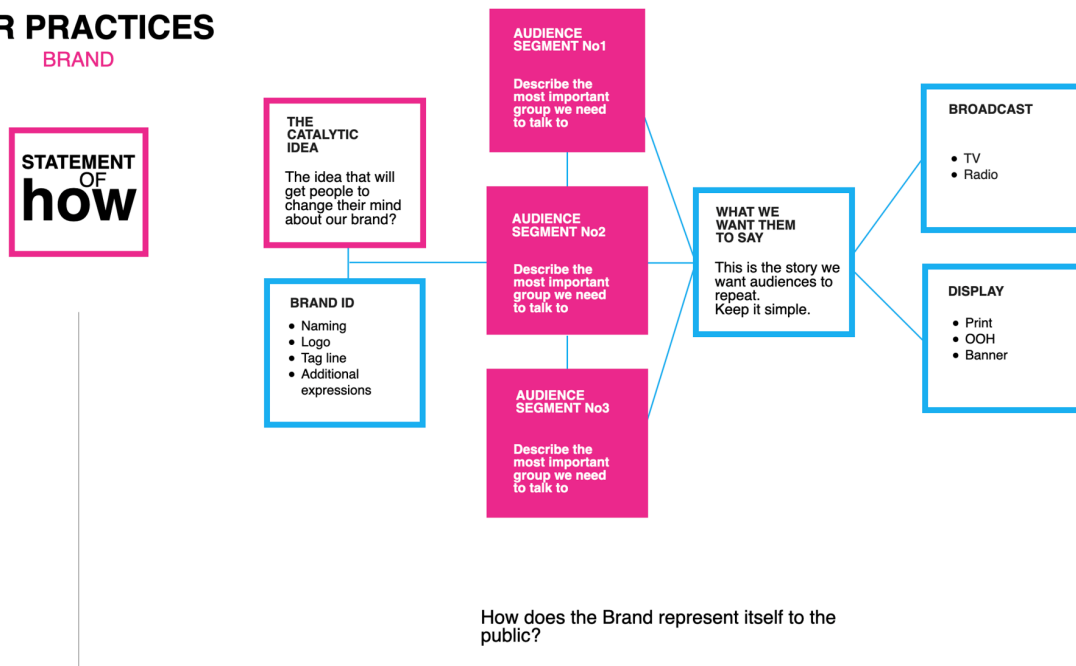 R PRACTICES
BRAND
STATEMENT
OF
how
THE
CATALYTIC
IDEA
The idea that will
get people to
change their mind
about our brand?
BRAND ID
• Naming
• Logo
• Tag line
• Additional
expressions
AUDIENCE
SEGMENT No1
Describe the
most important
group we need
to talk to
AUDIENCE
SEGMENT No2
Describe the
most important
group we need
to talk to
AUDIENCE
SEGMENT No3
Describe the
most important
group we need
to talk to
WHAT WE
WANT THEM
TO SAY
This is the story we
want audiences to
repeat.
Keep it simple.
BROADCAST
• TV
• Radio
DISPLAY
• Print
• OOH
• Banner
How does the Brand represent itself to the
public?